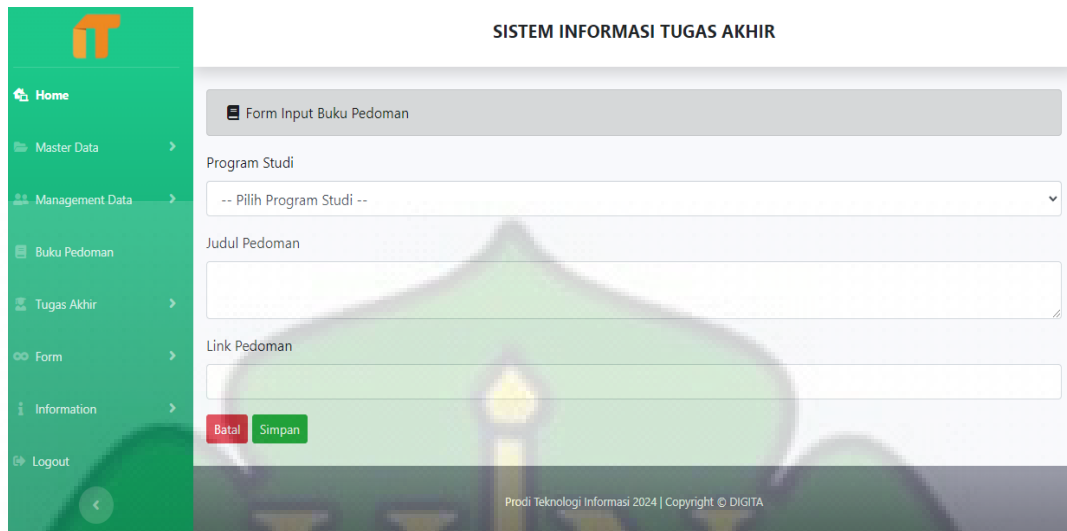 iT
SISTEM INFORMASI TUGAS AKHIR
Home
Master Data
Management Data
Buku Pedoman
Tugas Akhir
Form
Information
Logout
Form Input Buku Pedoman
Program Studi
-- Pilih Program Studi --
Judul Pedoman
Link Pedoman
Batal Simpan
Prodi Teknologi Informasi 2024 | Copyright © DIGITA